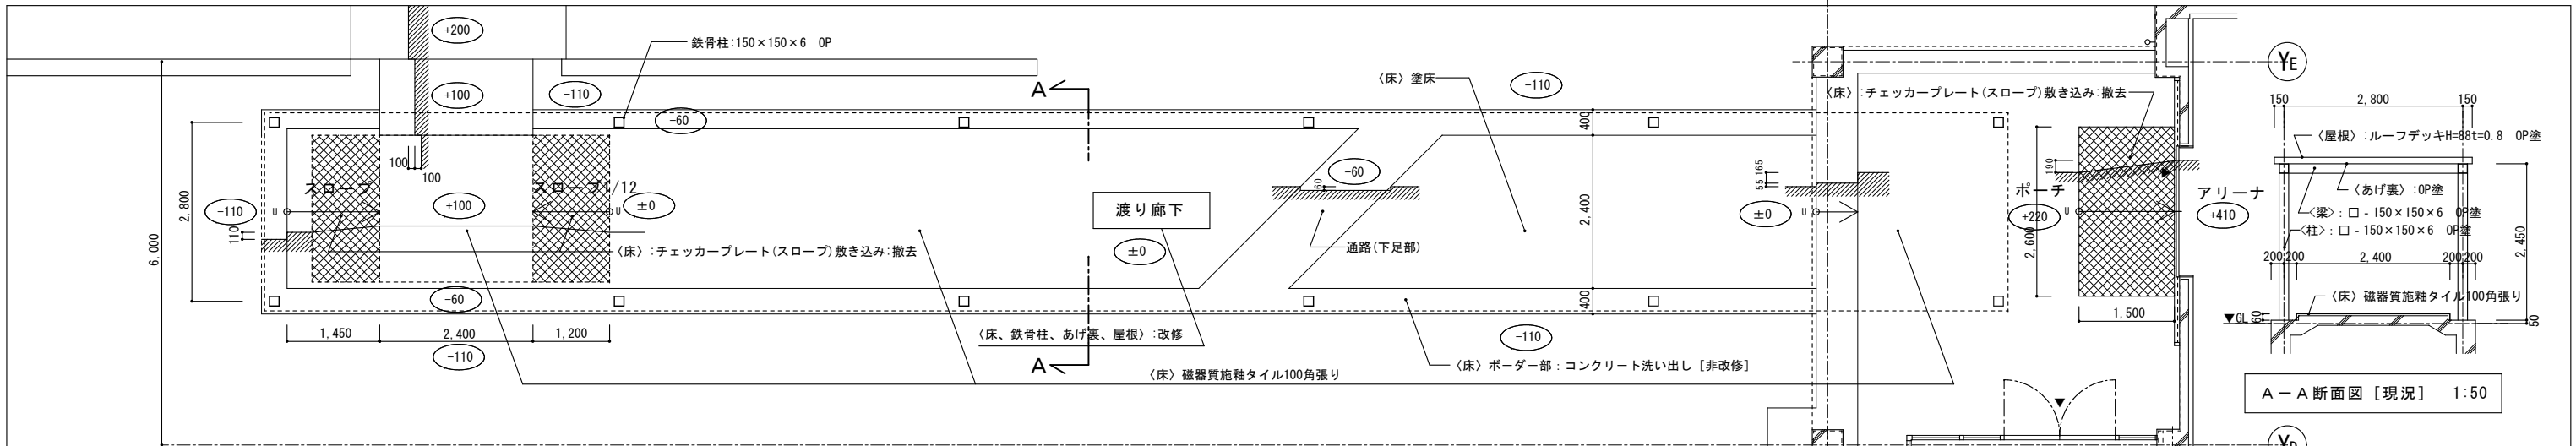 +200
鉄骨柱:150×150×6 OP
+100
-110
-60
A
〈床〉塗床
-110
〈床〉:チェッカープレート(スロープ)敷き込み:撤去
YE
150
2,800
150
〈屋根〉:ルーフデッキH=88t=0.8 OP塗
〈あげ裏〉:OP塗
〈梁〉: □ - 150×150×6 OP塗
〈柱〉: □ - 150×150×6 OP塗
200
200
2,400
200
200
2,450
〈床〉磁器質施釉タイル100角張り
▼GL
60
50
A-A断面図 [現況] 1:50
6,000
2,800
-110
110
U
スロープ
100
100
+100
スロープ1/12
U
±0
〈床〉:チェッカープレート(スロープ)敷き込み:撤去
-60
1,450
2,400
1,200
-110
渡り廊下
±0
〈床、鉄骨柱、あげ裏、屋根〉:改修
A
〈床〉磁器質施釉タイル100角張り
-60
60
通路(下足部)
400
2,400
400
-110
〈床〉ボーダー部:コンクリート洗い出し [非改修]
55
165
±0
U
ポーチ
+220
2,600
U
190
1,500
アリーナ
+410
YD